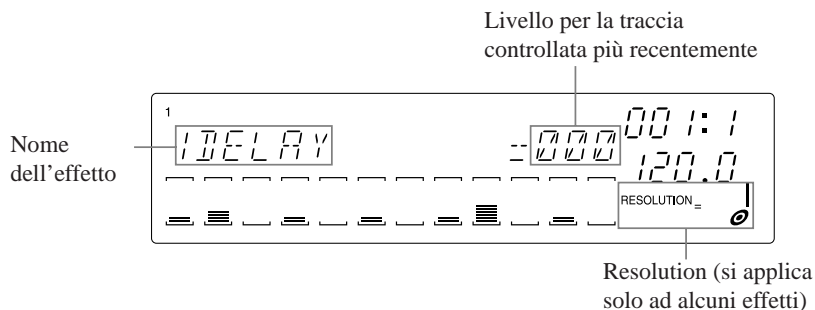 Livello per la traccia
controllata più recentemente
Nome
dell'effetto
1
1DELAY
=000
001:1
120.0
RESOLUTION =
Resolution (si applica
solo ad alcuni effetti)